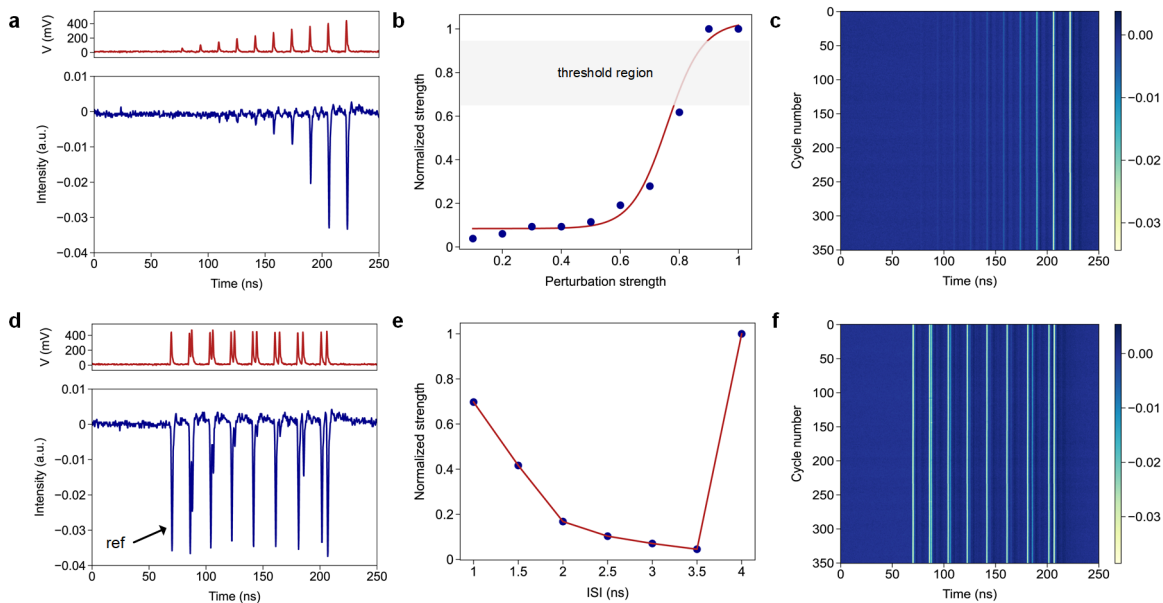 a
V (mV)
400
200
0
0.01
0
−0.01
−0.02
−0.03
−0.04
Intensity (a.u.)
0 50 100 150 200 250
Time (ns)
b
Normalized strength
1
0.8
0.6
0.4
0.2
0
threshold region
0.2 0.4 0.6 0.8 1
Perturbation strength
c
Cycle number
0
50
100
150
200
250
300
350
0 50 100 150 200 250
Time (ns)
0.00
−0.01
−0.02
−0.03
d
V (mV)
400
200
0
0.01
0
−0.01
−0.02
−0.03
−0.04
Intensity (a.u.)
ref
0 50 100 150 200 250
Time (ns)
e
Normalized strength
1
0.8
0.6
0.4
0.2
0
1 1.5 2 2.5 3 3.5 4
ISI (ns)
f
Cycle number
0
50
100
150
200
250
300
350
0 50 100 150 200 250
Time (ns)
0.00
−0.01
−0.02
−0.03